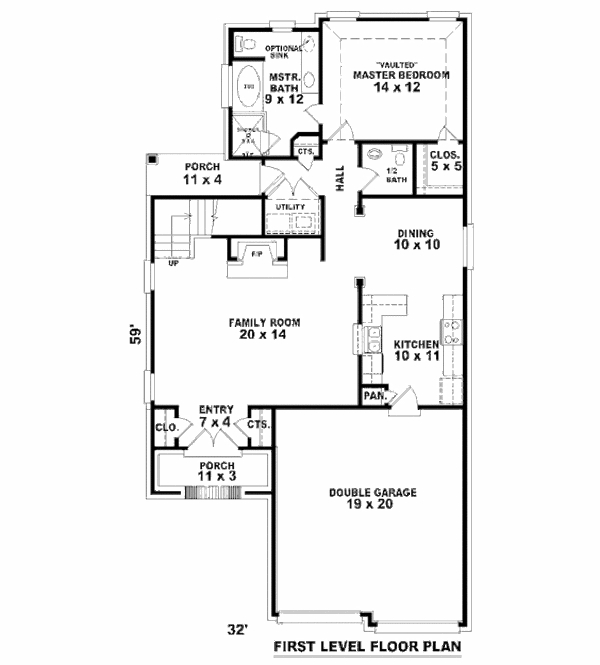 OPTIONAL
SINK
MSTR.
BATH
9 x 12
TUB
"VAULTED"
MASTER BEDROOM
14 x 12
CTS.
1/2
BATH
CLOS.
5 x 5
PORCH
11 x 4
HALL
UTILITY
DINING
10 x 10
UP
F/P
FAMILY ROOM
20 x 14
59'
KITCHEN
10 x 11
PAN.
ENTRY
7 x 4
CLO.
CTS.
PORCH
11 x 3
DOUBLE GARAGE
19 x 20
32'
FIRST LEVEL FLOOR PLAN